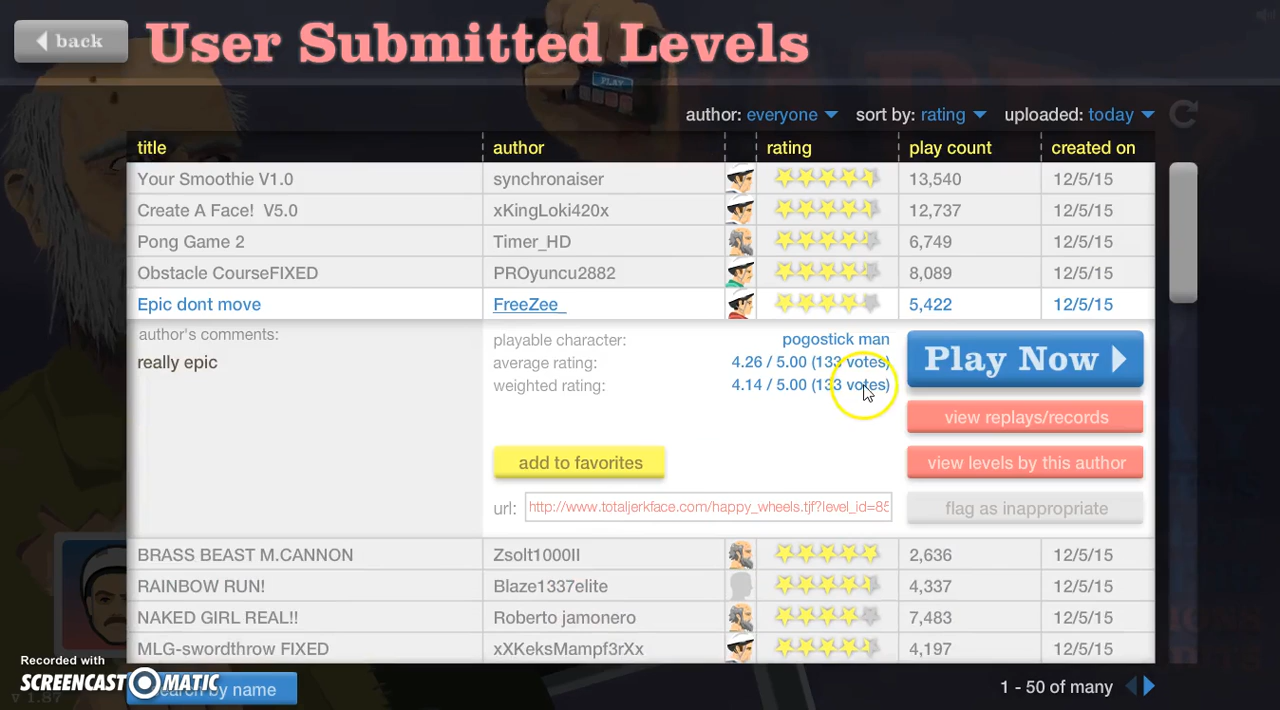 back
User Submitted Levels
PLAY
author: everyone sort by: rating uploaded: today
title author rating play count created on
Your Smoothie V1.0 synchronaiser 13,540 12/5/15
Create A Face! V5.0 xKingLoki420x 12,737 12/5/15
Pong Game 2 Timer_HD 6,749 12/5/15
Obstacle CourseFIXED PROyuncu2882 8,089 12/5/15
Epic dont move FreeZee_ 5,422 12/5/15
author's comments:
really epic
playable character: pogostick man
average rating: 4.26 / 5.00 (133 votes)
weighted rating: 4.14 / 5.00 (133 votes)
Play Now
view replays/records
add to favorites
view levels by this author
url: http://www.totaljerkface.com/happy_wheels.tjf?level_id=85
flag as inappropriate
BRASS BEAST M.CANNON Zsolt1000II 2,636 12/5/15
RAINBOW RUN! Blaze1337elite 4,337 12/5/15
NAKED GIRL REAL!! Roberto jamonero 7,483 12/5/15
MLG-swordthrow FIXED xXKeksMampf3rXx 4,197 12/5/15
Recorded with
SCREENCAST-O-MATIC
by name
1 - 50 of many
v 1.87